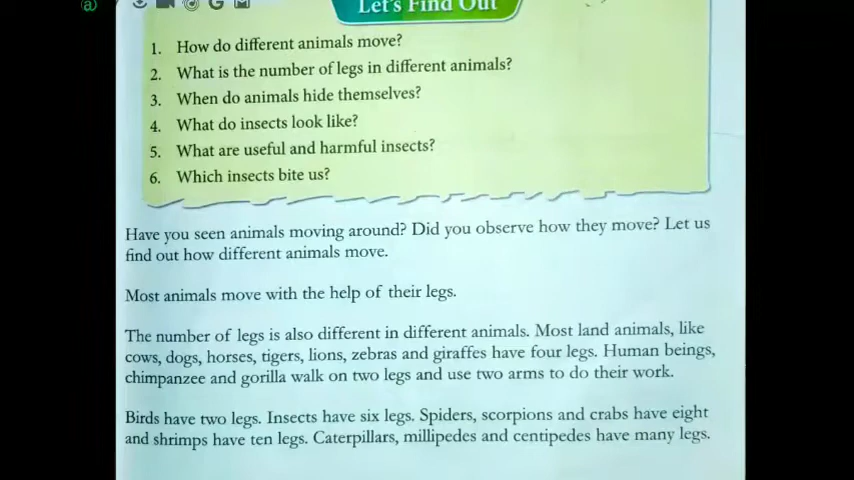 Let's Find Out
1. How do different animals move?
2. What is the number of legs in different animals?
3. When do animals hide themselves?
4. What do insects look like?
5. What are useful and harmful insects?
6. Which insects bite us?
Have you seen animals moving around? Did you observe how they move? Let us
find out how different animals move.
Most animals move with the help of their legs.
The number of legs is also different in different animals. Most land animals, like
cows, dogs, horses, tigers, lions, zebras and giraffes have four legs. Human beings,
chimpanzee and gorilla walk on two legs and use two arms to do their work.
Birds have two legs. Insects have six legs. Spiders, scorpions and crabs have eight
and shrimps have ten legs. Caterpillars, millipedes and centipedes have many legs.